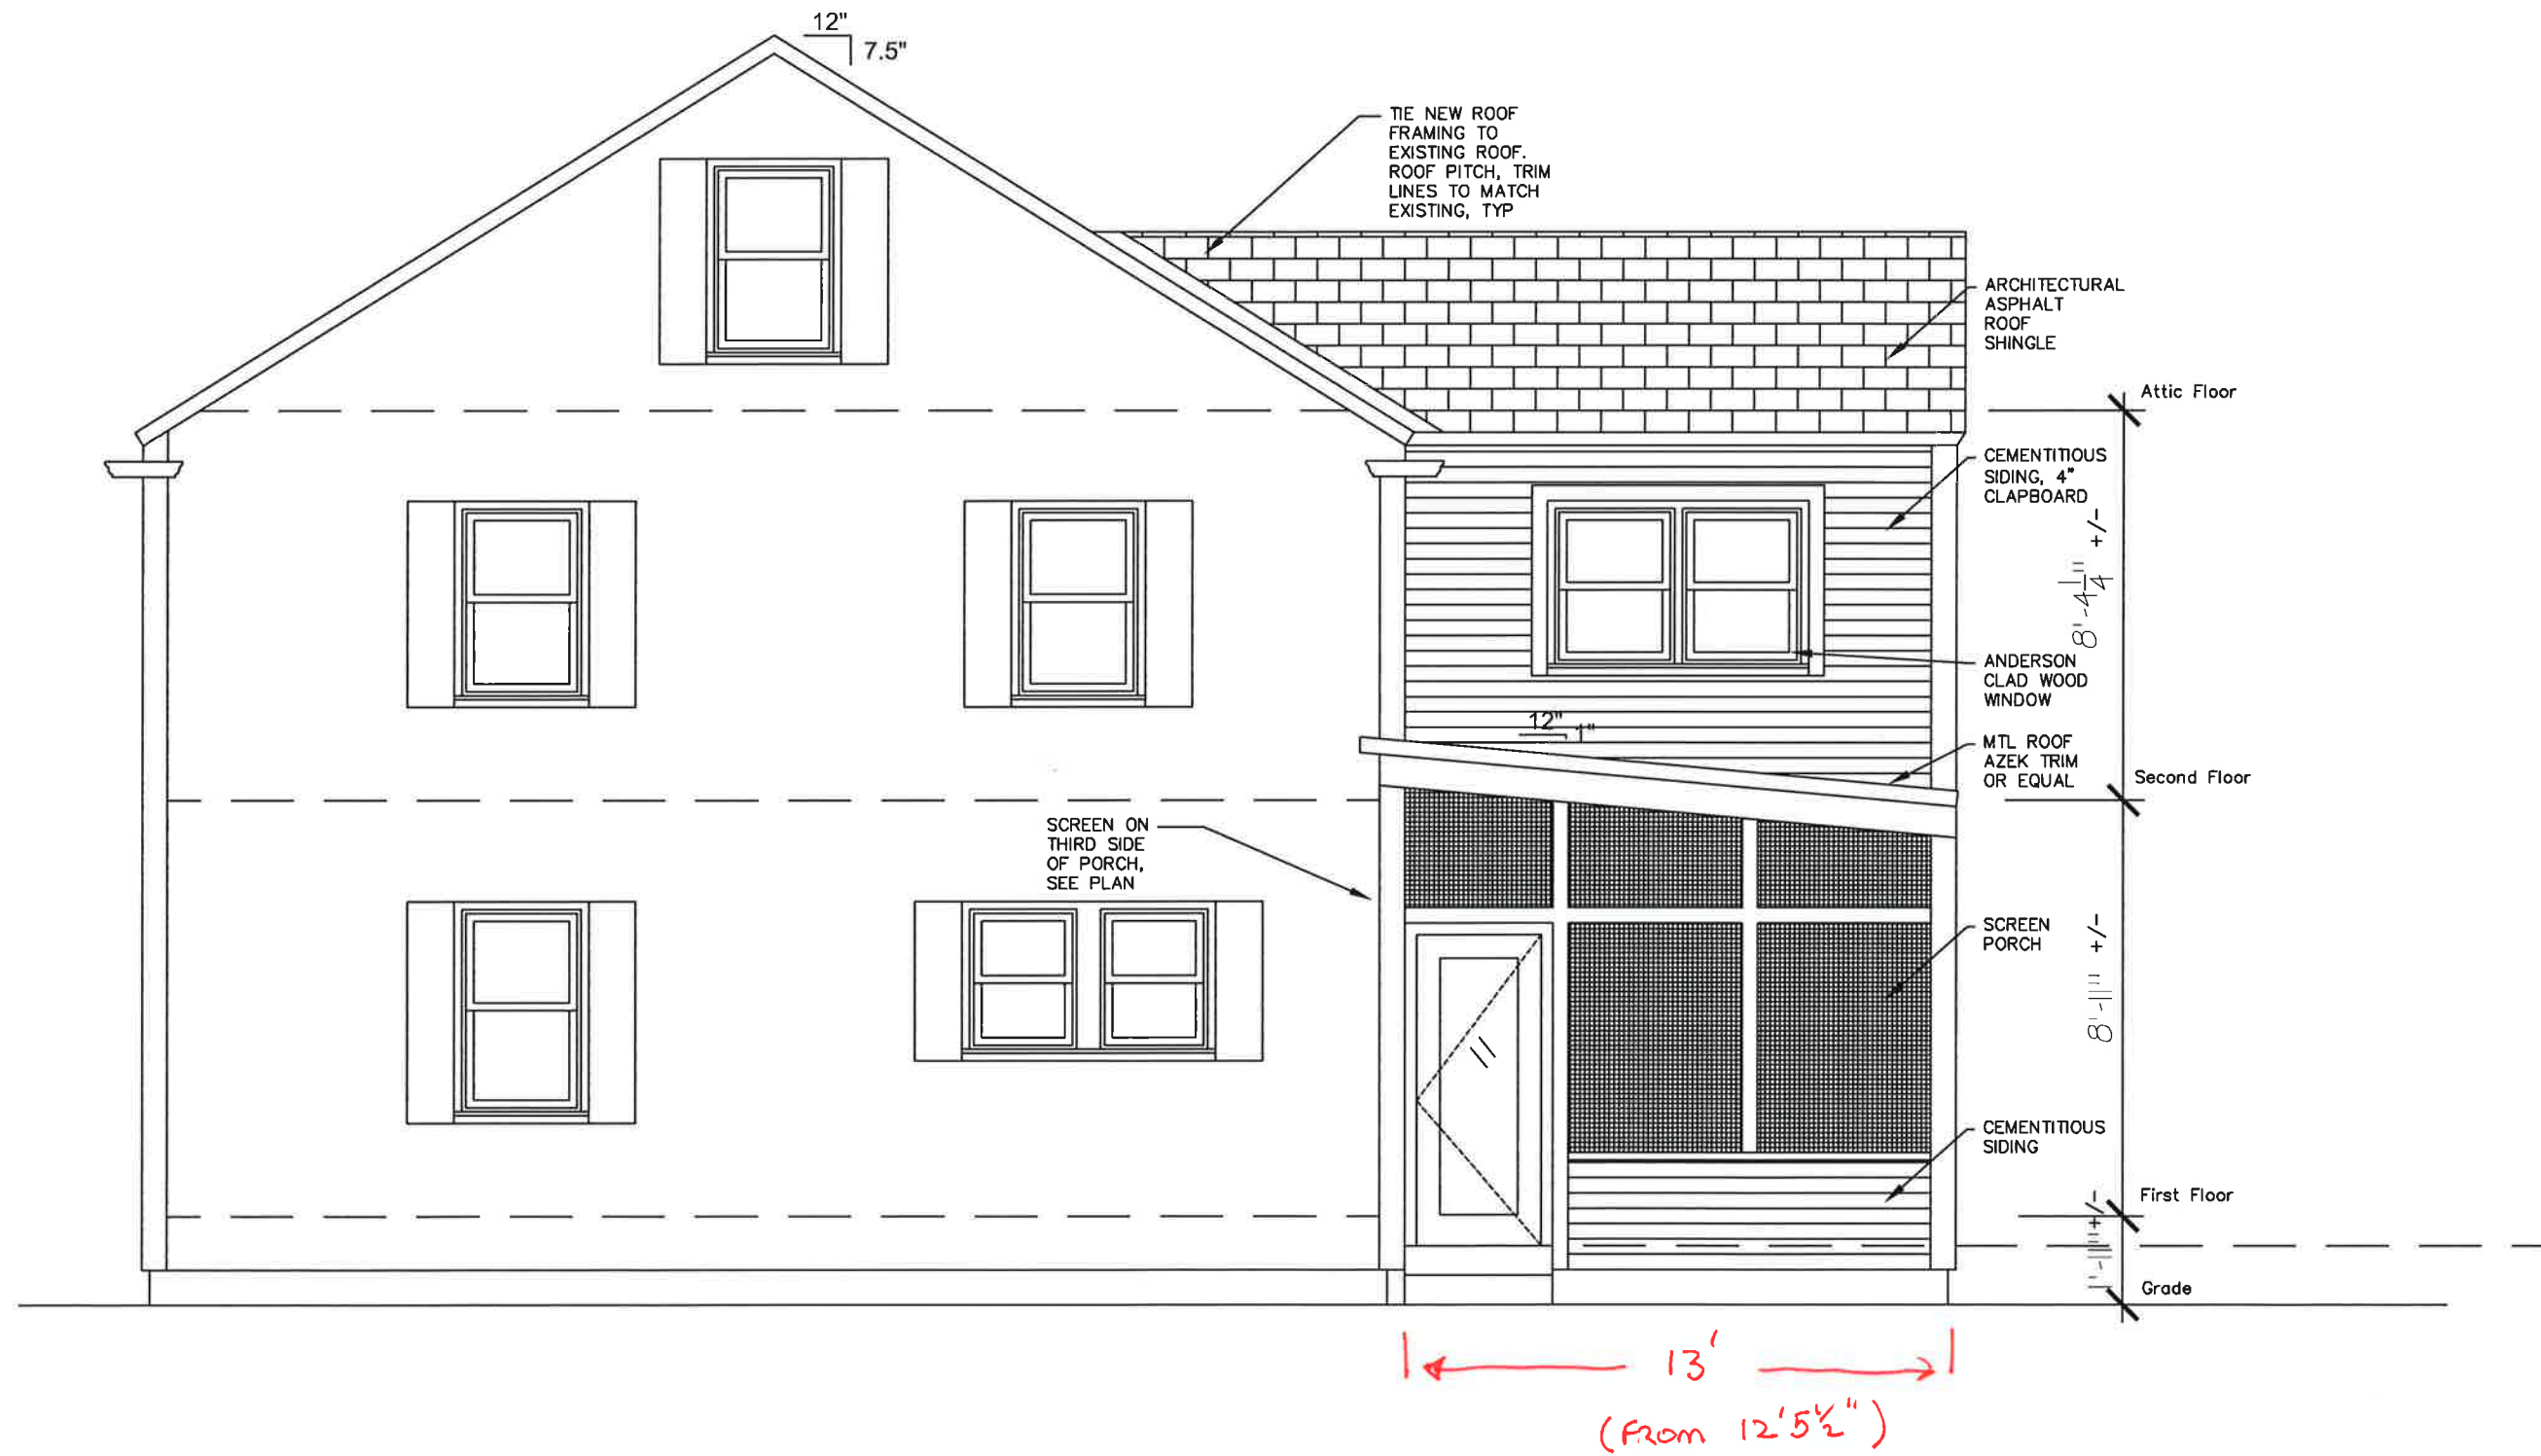 12"
7.5"
TIE NEW ROOF
FRAMING TO
EXISTING ROOF.
ROOF PITCH, TRIM
LINES TO MATCH
EXISTING, TYP
ARCHITECTURAL
ASPHALT
ROOF
SHINGLE
Attic Floor
CEMENTITIOUS
SIDING, 4"
CLAPBOARD
8'-4 1/4" +/-
ANDERSON
CLAD WOOD
WINDOW
12"
1"
MTL ROOF
AZEK TRIM
OR EQUAL
Second Floor
SCREEN ON
THIRD SIDE
OF PORCH,
SEE PLAN
SCREEN
PORCH
8'-11" +/-
CEMENTITIOUS
SIDING
First Floor
1'-11" +/-
Grade
13'
(FROM 12'5½")